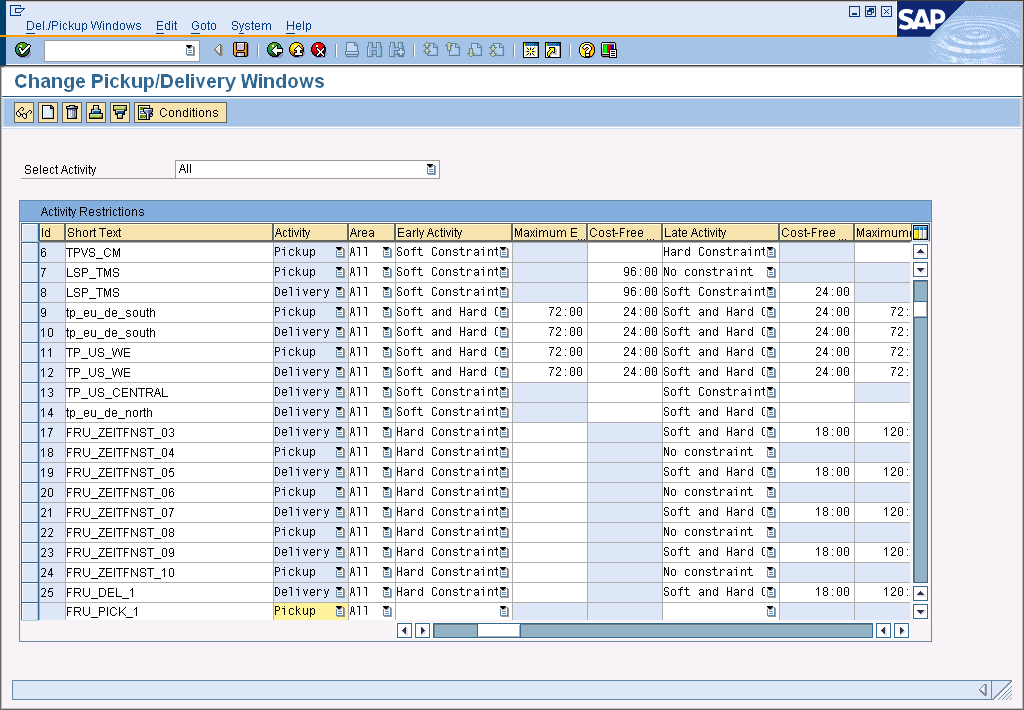 Del./Pickup Windows Edit Goto System Help
SAP
Change Pickup/Delivery Windows
Conditions
Select Activity All
Activity Restrictions
Id Short Text Activity Area Early Activity Maximum E... Cost-Free ... Late Activity Cost-Free ... Maximum
6 TPVS_CM Pickup All Soft Constraint Hard Constraint
7 LSP_TMS Pickup All Soft Constraint 96:00 No constraint
8 LSP_TMS Delivery All Soft Constraint 96:00 Soft Constraint 24:00
9 tp_eu_de_south Pickup All Soft and Hard C 72:00 24:00 Soft and Hard C 24:00 72:
10 tp_eu_de_south Delivery All Soft and Hard C 72:00 24:00 Soft and Hard C 24:00 72:
11 TP_US_WE Pickup All Soft and Hard C 72:00 24:00 Soft and Hard C 24:00 72:
12 TP_US_WE Delivery All Soft and Hard C 72:00 24:00 Soft and Hard C 24:00 72:
13 TP_US_CENTRAL Delivery All Soft Constraint Soft Constraint
14 tp_eu_de_north Delivery All Soft Constraint Soft and Hard C
17 FRU_ZEITFNST_03 Delivery All Hard Constraint Soft and Hard C 18:00 120:
18 FRU_ZEITFNST_04 Pickup All Hard Constraint No constraint
19 FRU_ZEITFNST_05 Delivery All Hard Constraint Soft and Hard C 18:00 120:
20 FRU_ZEITFNST_06 Pickup All Hard Constraint No constraint
21 FRU_ZEITFNST_07 Delivery All Hard Constraint Soft and Hard C 18:00 120:
22 FRU_ZEITFNST_08 Pickup All Hard Constraint No constraint
23 FRU_ZEITFNST_09 Delivery All Hard Constraint Soft and Hard C 18:00 120:
24 FRU_ZEITFNST_10 Pickup All Hard Constraint No constraint
25 FRU_DEL_1 Delivery All Hard Constraint Soft and Hard C 18:00 120:
FRU_PICK_1 Pickup All